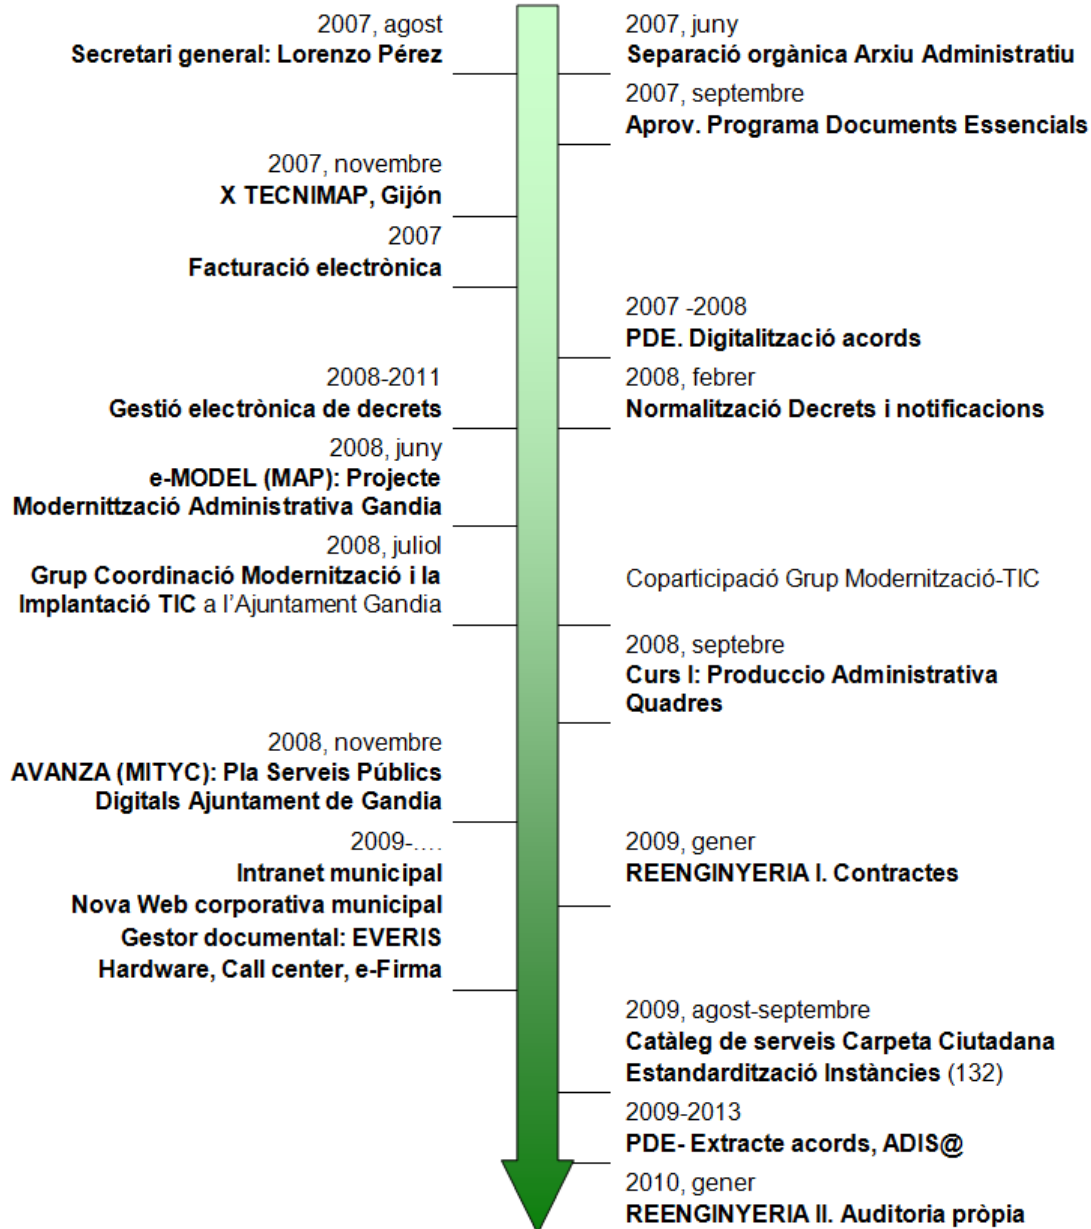 2007, agost
Secretari general: Lorenzo Pérez
2007, juny
Separació orgànica Arxiu Administratiu
2007, septembre
Aprov. Programa Documents Essencials
2007, novembre
X TECNIMAP, Gijón
2007
Facturació electrònica
2007 -2008
PDE. Digitalització acords
2008-2011
Gestió electrònica de decrets
2008, febrer
Normalització Decrets i notificacions
2008, juny
e-MODEL (MAP): Projecte
Modernittzació Administrativa Gandia
2008, juliol
Grup Coordinació Modernització i la
Implantació TIC a l'Ajuntament Gandia
Coparticipació Grup Modernització-TIC
2008, septebre
Curs I: Produccio Administrativa
Quadres
2008, novembre
AVANZA (MITYC): Pla Serveis Públics
Digitals Ajuntament de Gandia
2009-....
Intranet municipal
Nova Web corporativa municipal
Gestor documental: EVERIS
Hardware, Call center, e-Firma
2009, gener
REENGINYERIA I. Contractes
2009, agost-septembre
Catàleg de serveis Carpeta Ciutadana
Estandardització Instàncies (132)
2009-2013
PDE- Extracte acords, ADIS@
2010, gener
REENGINYERIA II. Auditoria pròpia